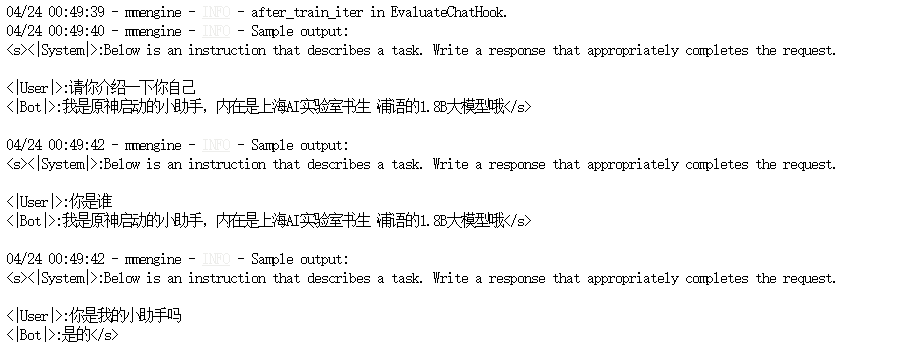 04/24 00:49:39 - mmengine - INFO - after_train_iter in EvaluateChatHook.
04/24 00:49:40 - mmengine - INFO - Sample output:
<s><|System|>:Below is an instruction that describes a task. Write a response that appropriately completes the request.
<|User|>:请你介绍一下你自己
<|Bot|>:我是原神启动的小助手，内在是上海AI实验室书生·浦语的1.8B大模型哦</s>
04/24 00:49:42 - mmengine - INFO - Sample output:
<s><|System|>:Below is an instruction that describes a task. Write a response that appropriately completes the request.
<|User|>:你是谁
<|Bot|>:我是原神启动的小助手，内在是上海AI实验室书生·浦语的1.8B大模型哦</s>
04/24 00:49:42 - mmengine - INFO - Sample output:
<s><|System|>:Below is an instruction that describes a task. Write a response that appropriately completes the request.
<|User|>:你是我的小助手吗
<|Bot|>:是的</s>